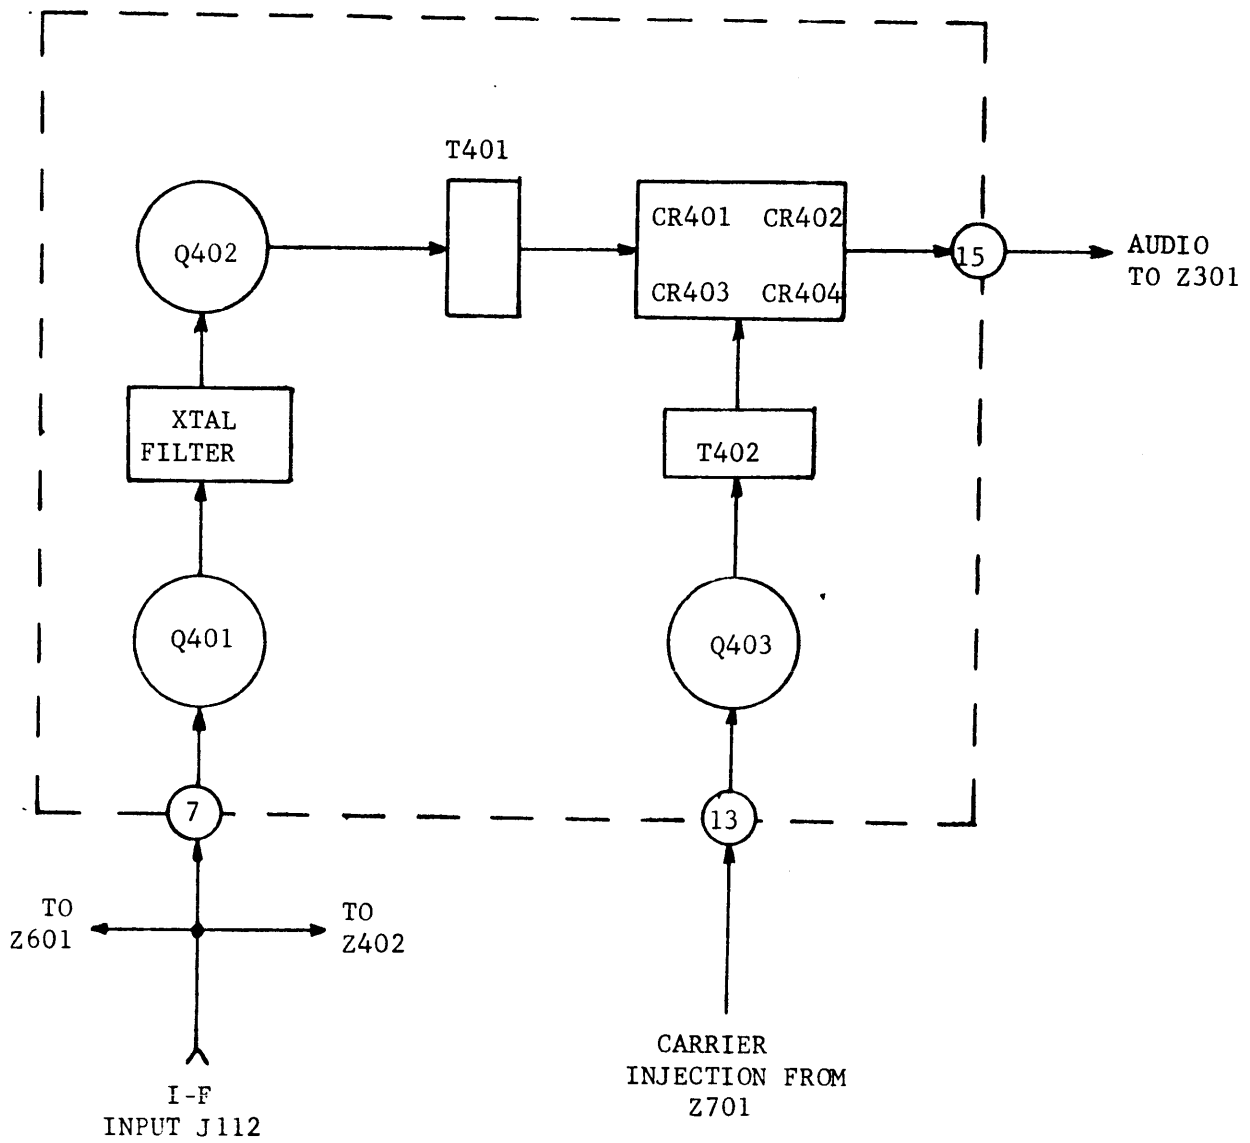 T401
Q402
CR401 CR402
CR403 CR404
15
AUDIO
TO Z301
XTAL
FILTER
T402
Q401
Q403
7
13
TO
Z601
TO
Z402
I-F
INPUT J112
CARRIER
INJECTION FROM
Z701